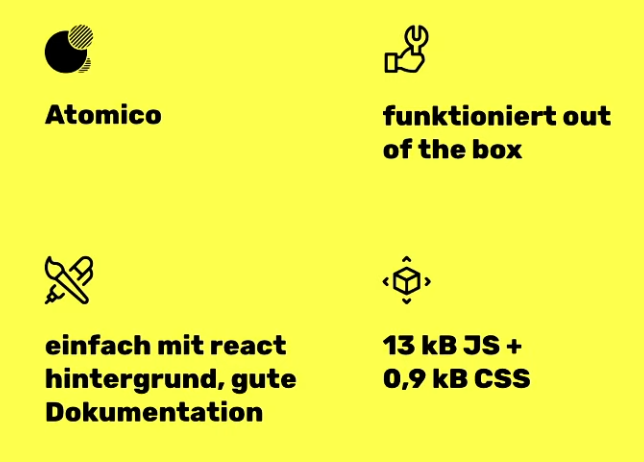 Atomico
funktioniert out
of the box
einfach mit react
hintergrund, gute
Dokumentation
13 kB JS +
0,9 kB CSS